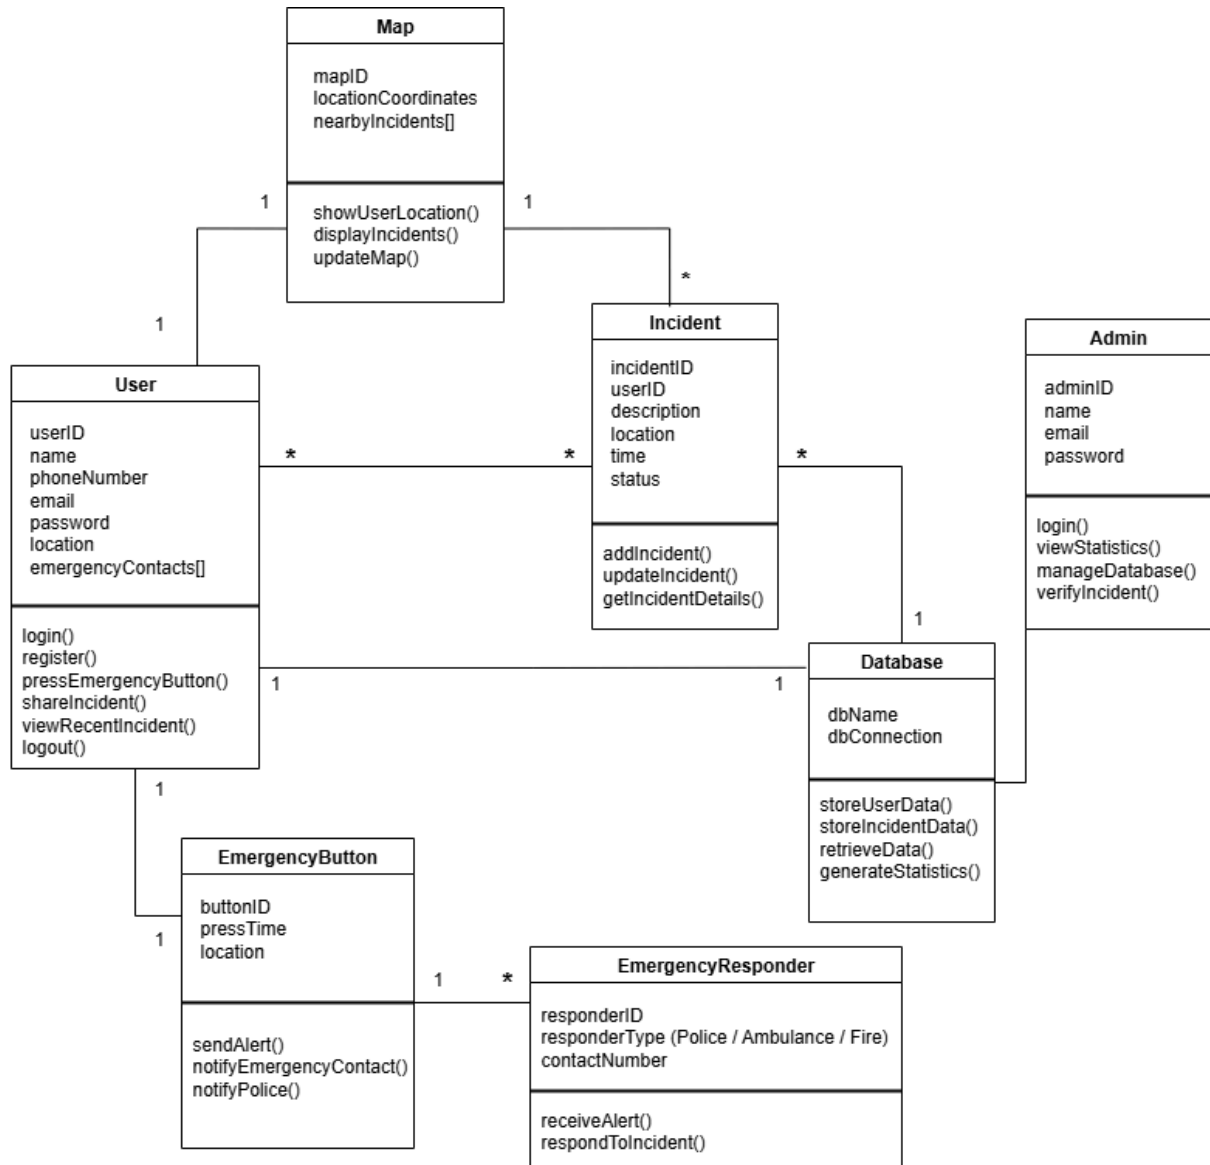 Map
mapID
locationCoordinates
nearbyIncidents[]
showUserLocation()
displayIncidents()
updateMap()
1
1
1
*
Incident
incidentID
userID
description
location
time
status
addIncident()
updateIncident()
getIncidentDetails()
Admin
adminID
name
email
password
login()
viewStatistics()
manageDatabase()
verifyIncident()
User
userID
name
phoneNumber
email
password
location
emergencyContacts[]
login()
register()
pressEmergencyButton()
shareIncident()
viewRecentIncident()
logout()
*
*
*
1
1
1
Database
dbName
dbConnection
storeUserData()
storeIncidentData()
retrieveData()
generateStatistics()
1
1
EmergencyButton
buttonID
pressTime
location
sendAlert()
notifyEmergencyContact()
notifyPolice()
1
*
EmergencyResponder
responderID
responderType (Police / Ambulance / Fire)
contactNumber
receiveAlert()
respondToIncident()